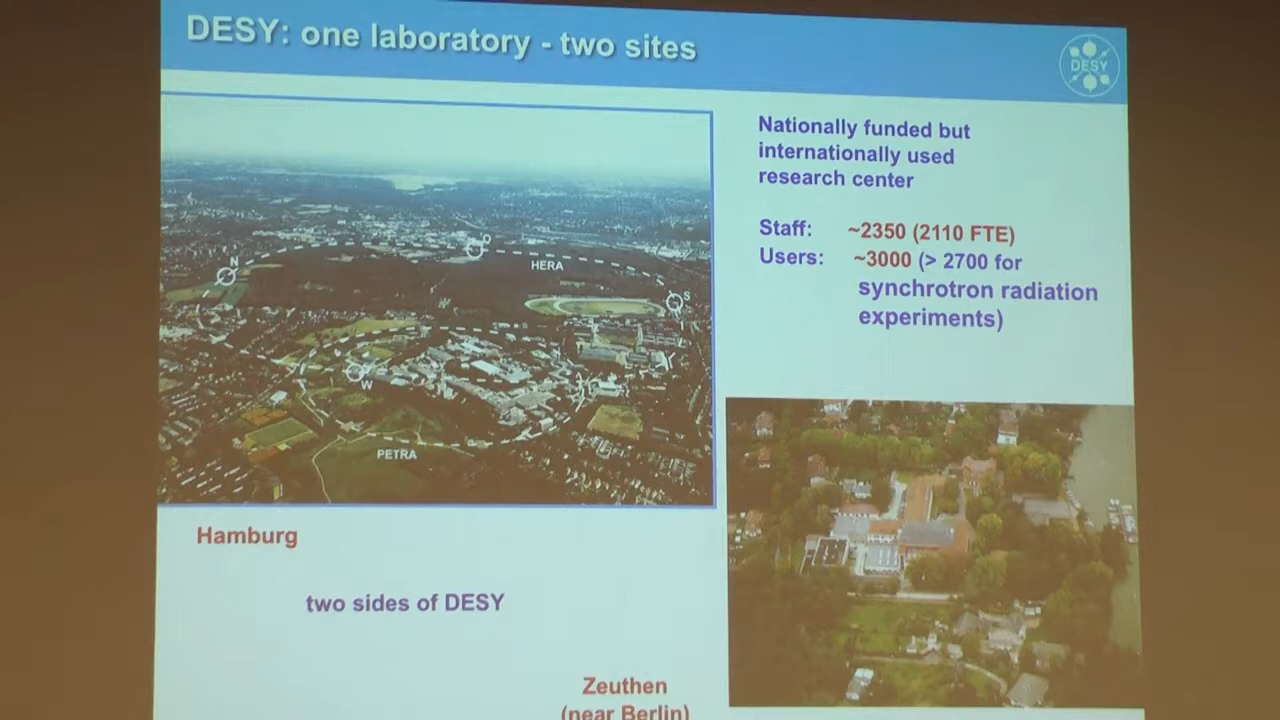 DESY: one laboratory - two sites
DESY
Nationally funded but
internationally used
research center
Staff: ~2350 (2110 FTE)
Users: ~3000 (> 2700 for
synchrotron radiation
experiments)
N
O
HERA
S
W
PETRA
Hamburg
two sides of DESY
Zeuthen
(near Berlin)